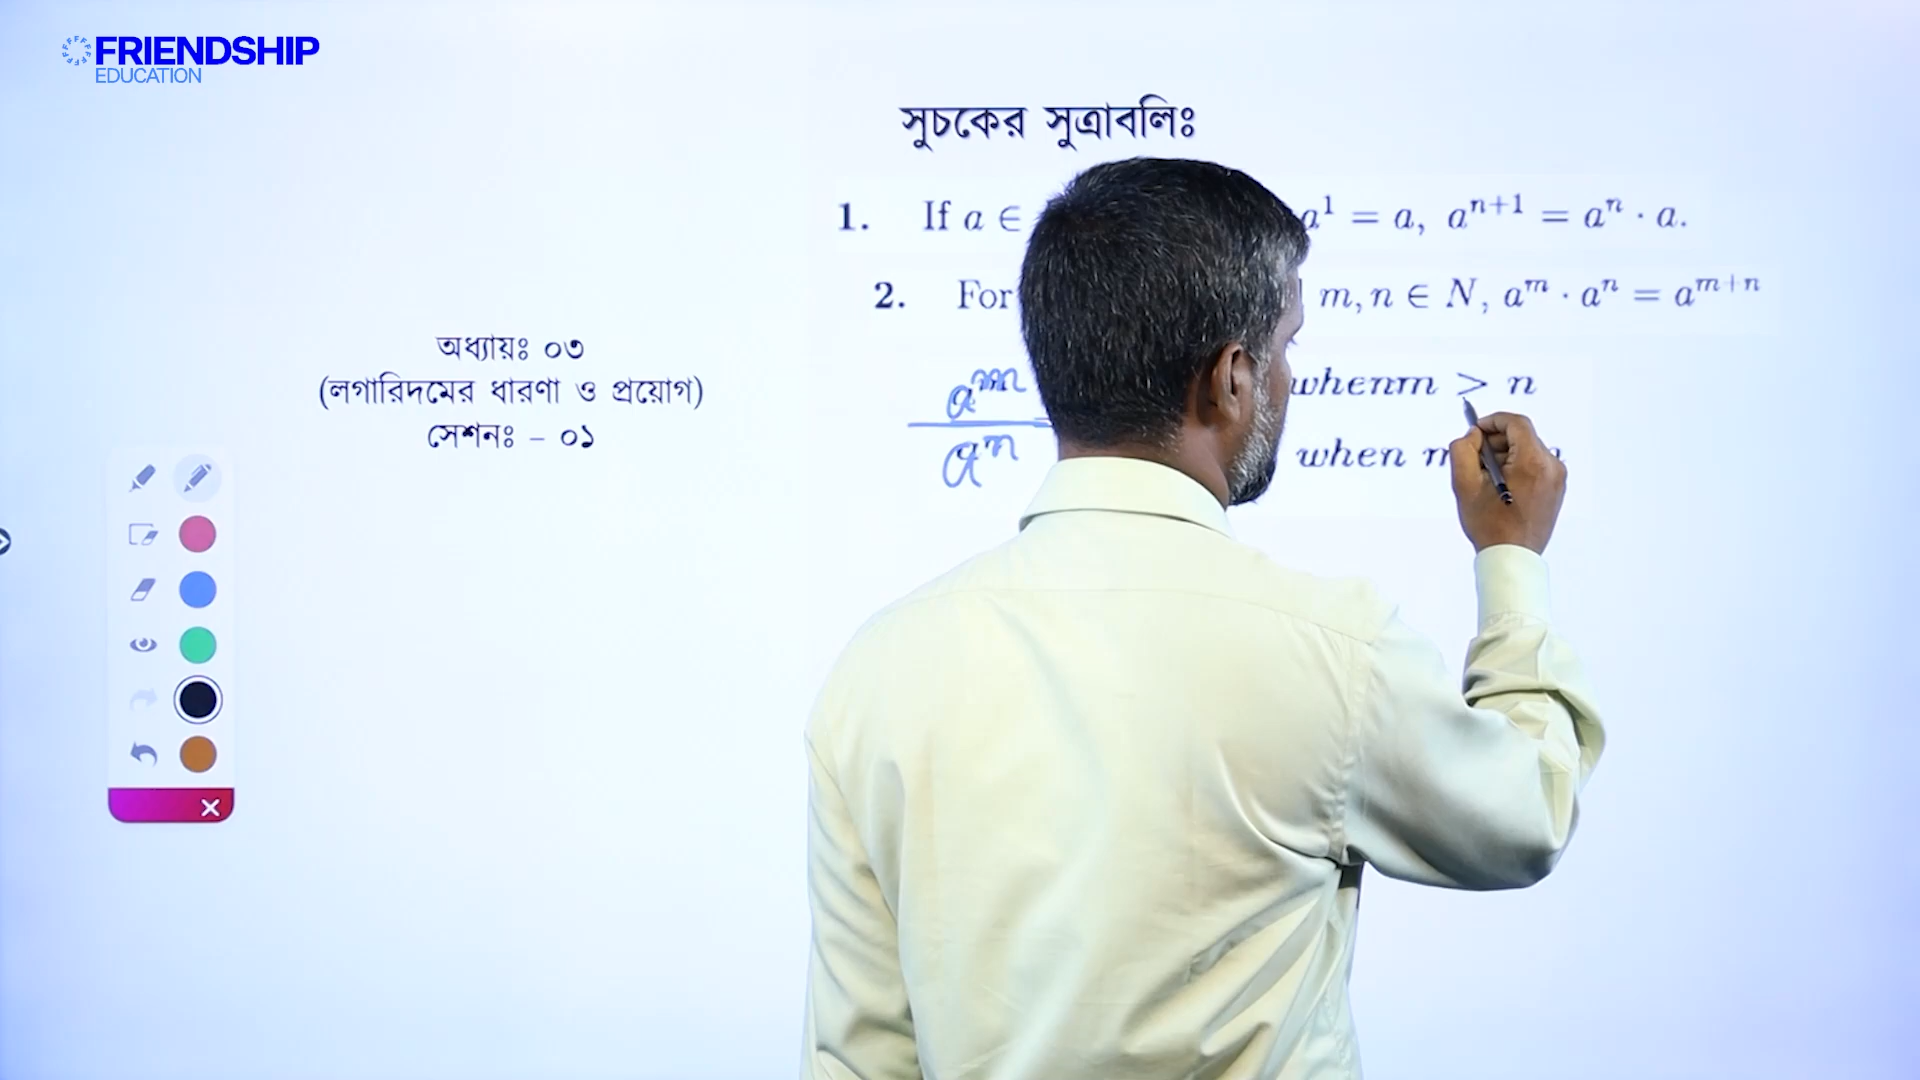 FRIENDSHIP
EDUCATION
সুচকের সুত্রাবলিঃ
1. If a ∈ a¹ = a, aⁿ⁺¹ = aⁿ · a.
2. For m, n ∈ N, aᵐ · aⁿ = aᵐ⁺ⁿ
অধ্যায়ঃ ০৩
(লগারিদমের ধারণা ও প্রয়োগ)
সেশনঃ – ০১
aᵐ
aⁿ
whenm > n
when